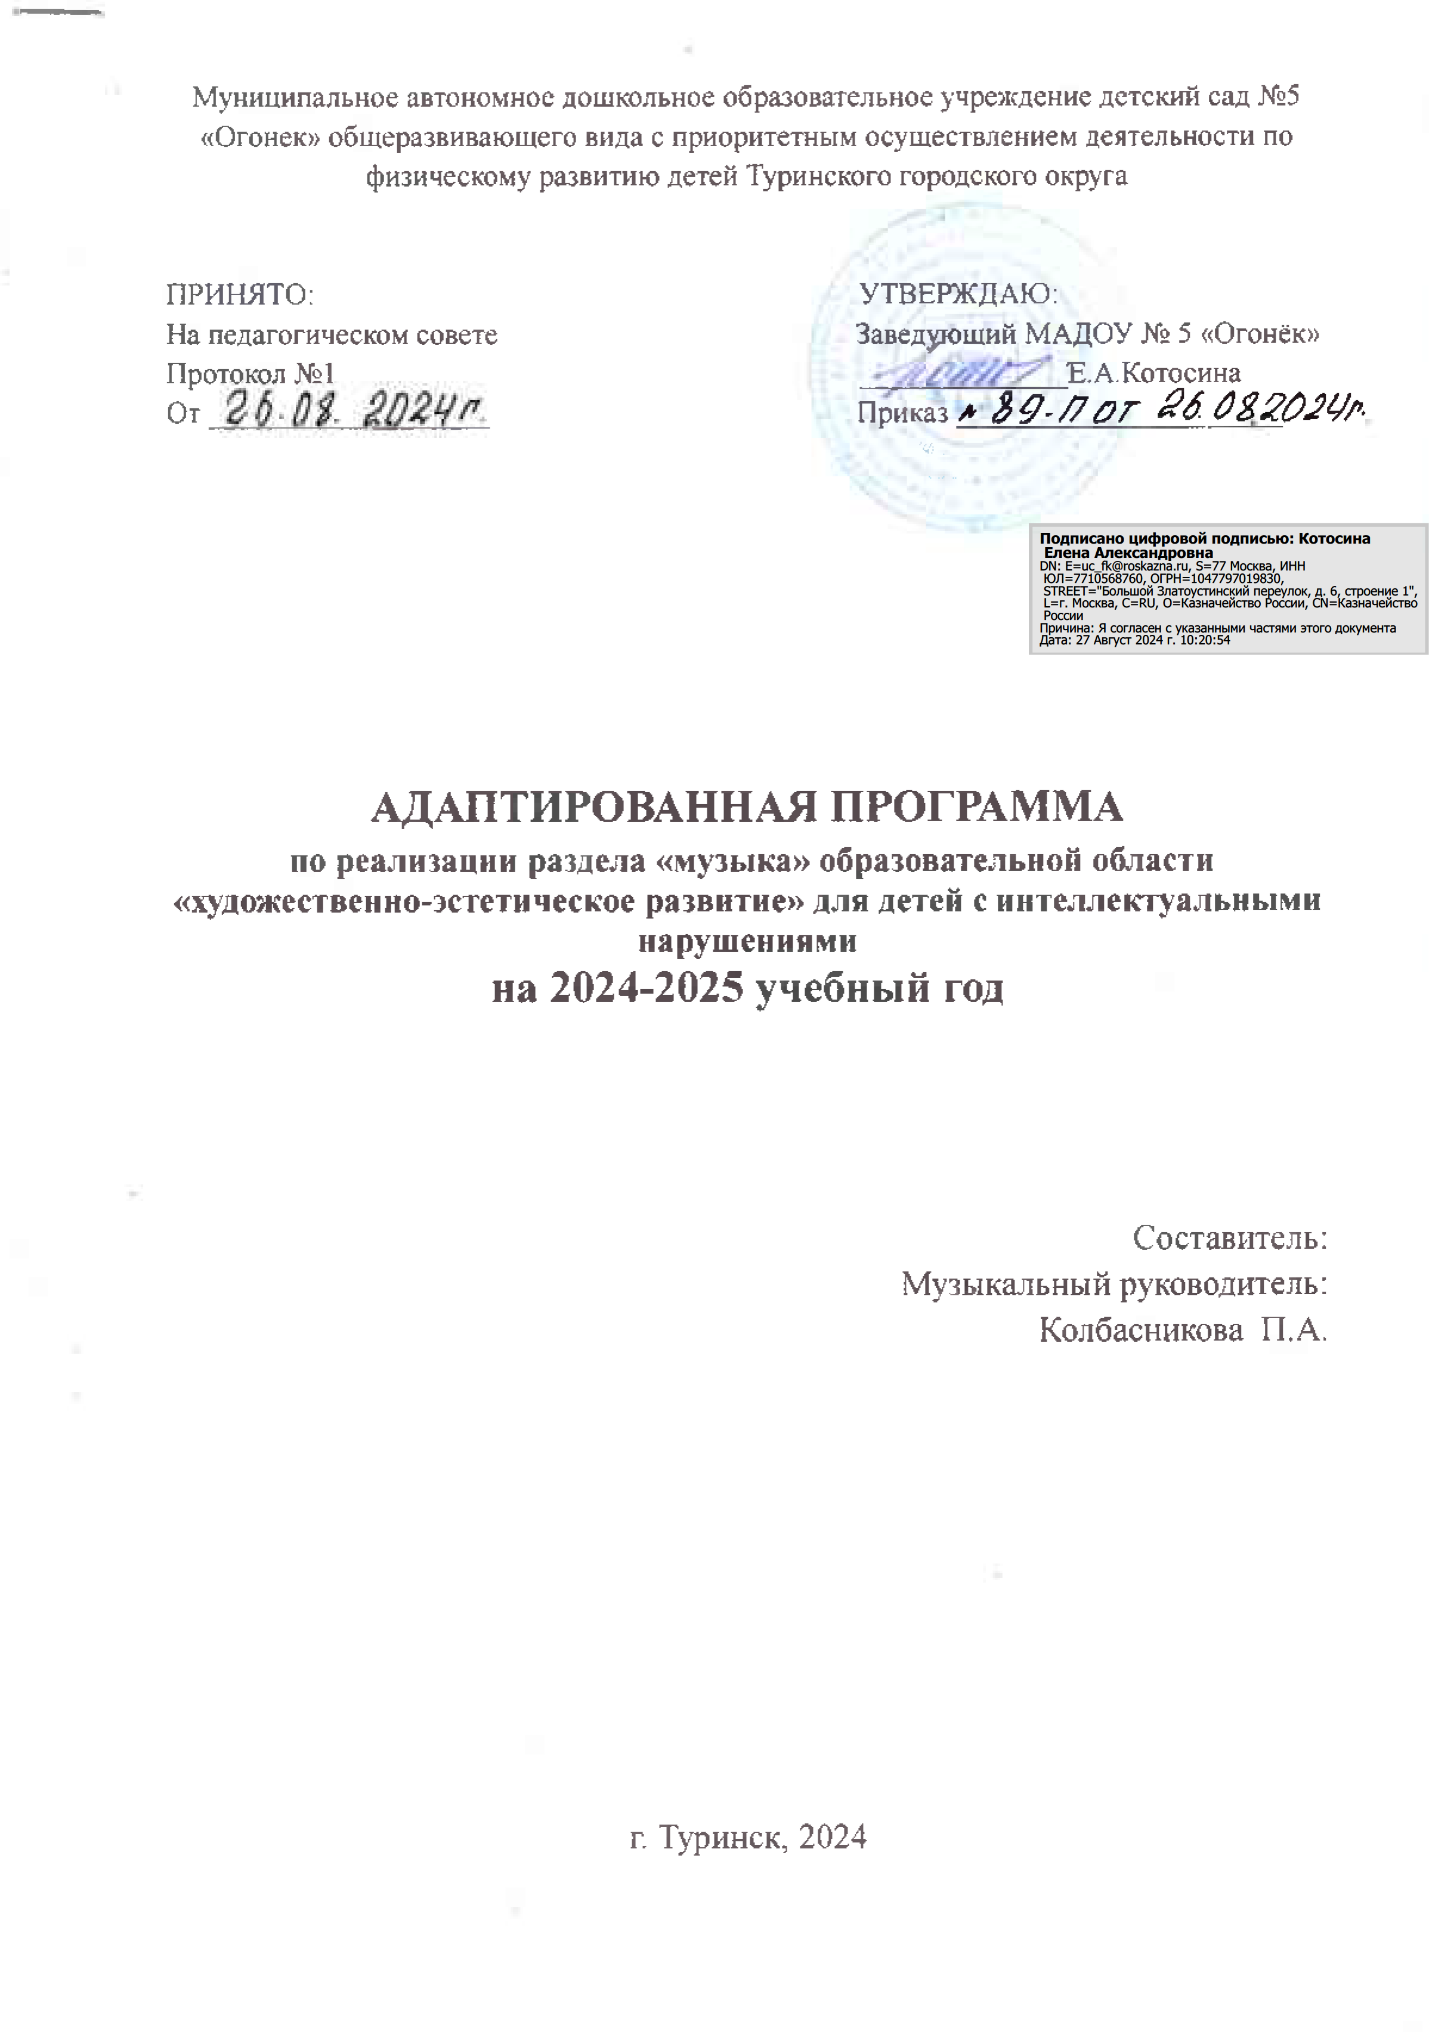 Муниципальное автономное дошкольное образовательное учреждение детский сад №5
«Огонек» общеразвивающего вида с приоритетным осуществлением деятельности по
физическому развитию детей Туринского городского округа
ПРИНЯТО:
На педагогическом совете
Протокол №1
От 26.08. 2024 г.
УТВЕРЖДАЮ:
Заведующий МАДОУ № 5 «Огонёк»
Е.А.Котосина
Приказ № 89-П от 26.08.2024г.
Подписано цифровой подписью: Котосина
Елена Александровна
DN: E=uc_fk@roskazna.ru, S=77 Москва, ИНН
ЮЛ=7710568760, ОГРН=1047797019830,
STREET="Большой Златоустинский переулок, д. 6, строение 1",
L=г. Москва, C=RU, O=Казначейство России, CN=Казначейство
России
Причина: Я согласен с указанными частями этого документа
Дата: 27 Август 2024 г. 10:20:54
АДАПТИРОВАННАЯ ПРОГРАММА
по реализации раздела «музыка» образовательной области
«художественно-эстетическое развитие» для детей с интеллектуальными
нарушениями
на 2024-2025 учебный год
Составитель:
Музыкальный руководитель:
Колбасникова П.А.
г. Туринск, 2024